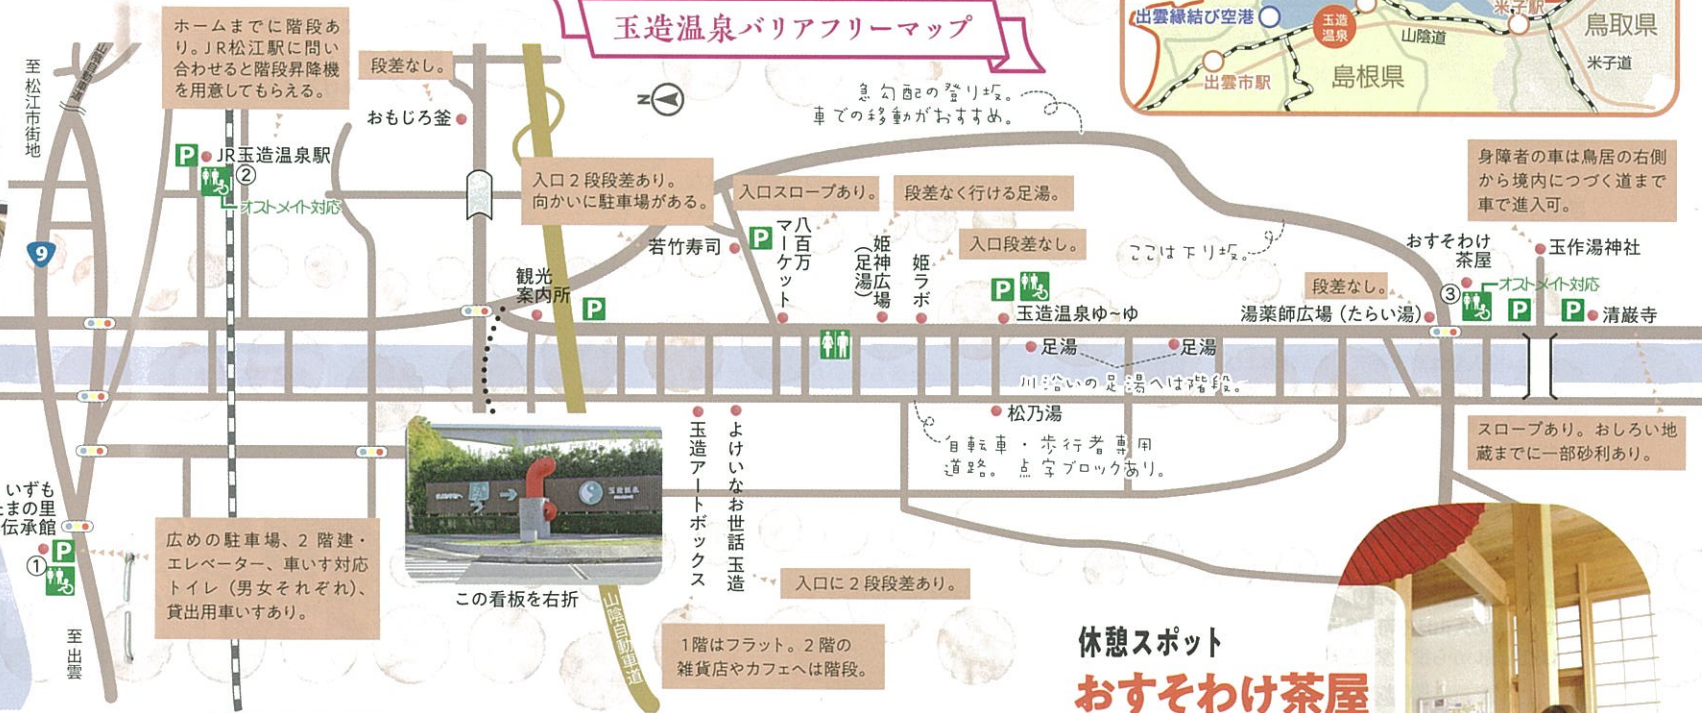 玉造温泉バリアフリーマップ
出雲縁結び空港
玉造
温泉
米子駅
鳥取県
山陰道
米子道
出雲市駅
島根県
ホームまでに階段あ
り。JR松江駅に問い
合わせると階段昇降機
を用意してもらえる。
段差なし。
至松江市街地
山陰自動車道
おもじろ釜
N
急勾配の登り坂。
車での移動がおすすめ。
P
JR玉造温泉駅
②
オストメイト対応
入口2段段差あり。
向かいに駐車場がある。
入口スロープあり。
段差なく行ける足湯。
入口段差なし。
身障者の車は鳥居の右側
から境内につづく道まで
車で進入可。
9
若竹寿司
P
八百万
マーケット
姫神広場
(足湯)
姫ラボ
ここは下り坂。
おすそわけ
茶屋
玉作湯神社
③
オストメイト対応
段差なし。
観光
案内所
P
P
玉造温泉ゆ~ゆ
湯薬師広場(たらい湯)
P
P
清巌寺
足湯
足湯
川沿いの足湯へは階段。
松乃湯
自転車・歩行者専用
道路。点字ブロックあり。
スロープあり。おしろい地
蔵までに一部砂利あり。
玉造アートボックス
よけいなお世話 玉造
いずも
まの里
伝承館
①
P
広めの駐車場、2階建・
エレベーター、車いす対応
トイレ(男女それぞれ)、
貸出用車いすあり。
至出雲
この看板を右折
山陰自動車道
入口に2段段差あり。
1階はフラット。2階の
雑貨店やカフェへは階段。
休憩スポット
おすそわけ茶屋